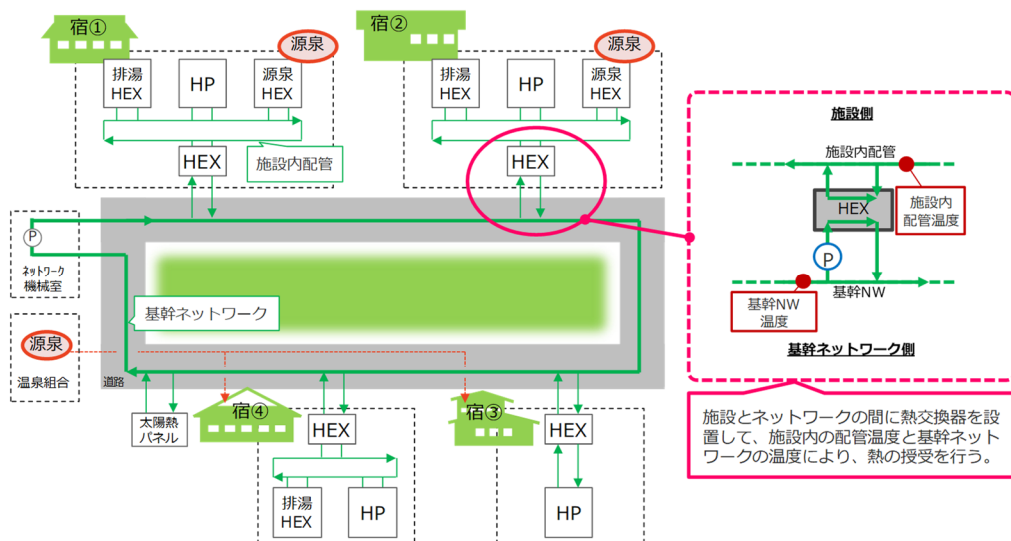 宿①
源泉
排湯
HEX
HP
源泉
HEX
HEX
施設内配管
宿②
源泉
排湯
HEX
HP
源泉
HEX
HEX
P
ﾈｯﾄﾜｰｸ
機械室
基幹ネットワーク
源泉
温泉組合
道路
太陽熱
パネル
宿④
HEX
排湯
HEX
HP
宿③
HEX
HP
施設側
施設内配管
HEX
施設内
配管温度
P
基幹NW
基幹NW
温度
基幹ネットワーク側
施設とネットワークの間に熱交換器を設
置して、施設内の配管温度と基幹ネット
ワークの温度により、熱の授受を行う。